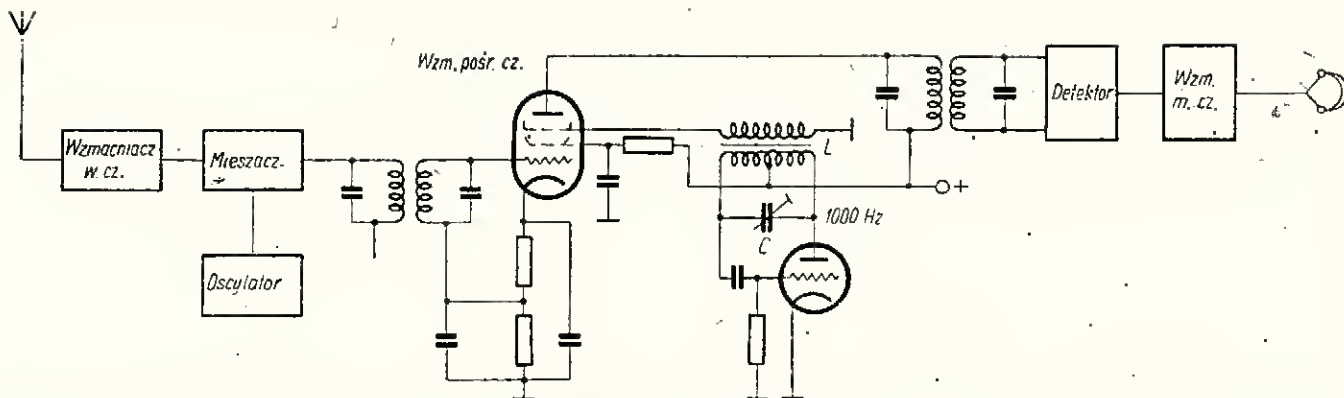 Wzmacniacz
w. cz.
Mieszacz
Oscylator
Wzm. pośr. cz.
L
+
C
1000 Hz
Detektor
Wzm.
m. cz.